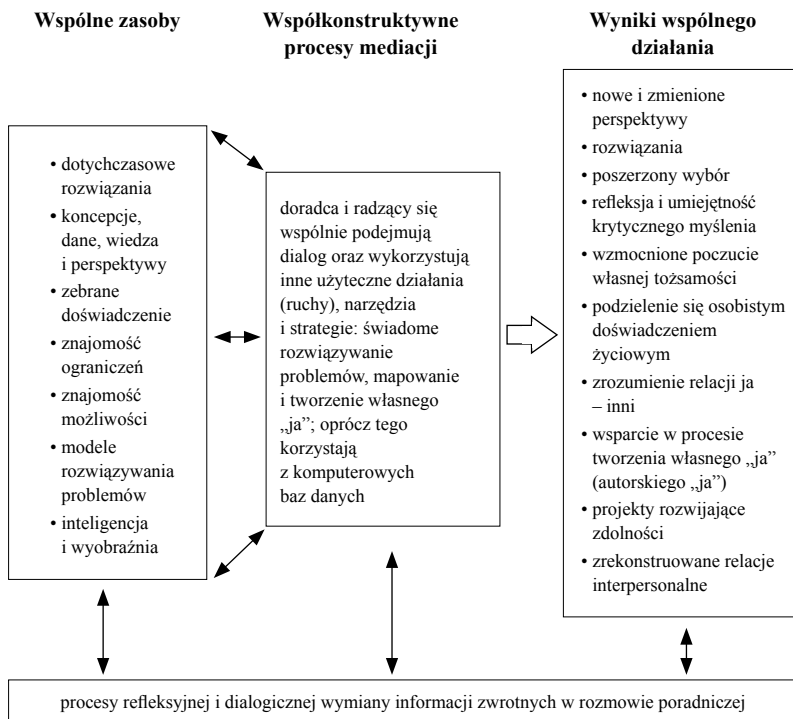 Wspólne zasoby
• dotychczasowe
rozwiązania
• koncepcje,
dane, wiedza
i perspektywy
• zebrane
doświadczenie
• znajomość
ograniczeń
• znajomość
możliwości
• modele
rozwiązywania
problemów
• inteligencja
i wyobraźnia
Współkonstruktywne
procesy mediacji
doradca i radzący się
wspólnie podejmują
dialog oraz wykorzystują
inne użyteczne działania
(ruchy), narzędzia
i strategie: świadome
rozwiązywanie
problemów, mapowanie
i tworzenie własnego
„ja”; oprócz tego
korzystają
z komputerowych
baz danych
Wyniki wspólnego
działania
• nowe i zmienione
perspektywy
• rozwiązania
• poszerzony wybór
• refleksja i umiejętność
krytycznego myślenia
• wzmocnione poczucie
własnej tożsamości
• podzielenie się osobistym
doświadczeniem
życiowym
• zrozumienie relacji ja
– inni
• wsparcie w procesie
tworzenia własnego „ja”
(autorskiego „ja”)
• projekty rozwijające
zdolności
• zrekonstruowane relacje
interpersonalne
procesy refleksyjnej i dialogicznej wymiany informacji zwrotnych w rozmowie poradniczej